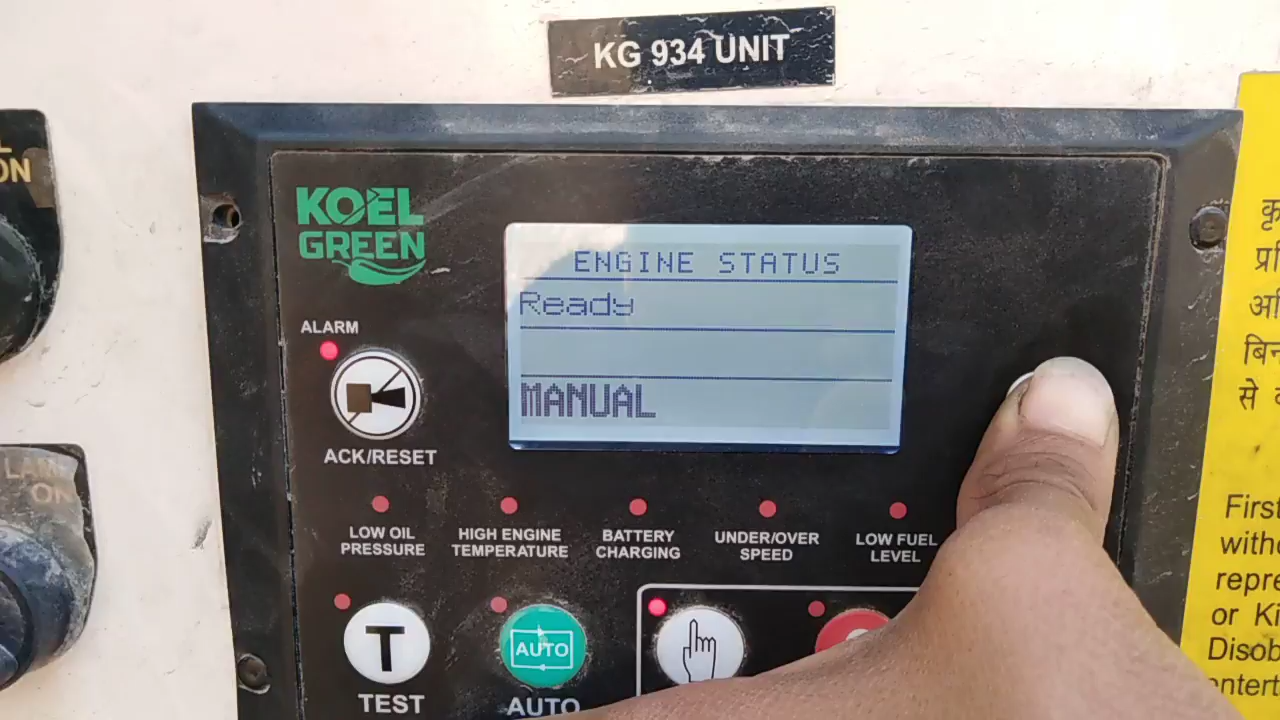 KG 934 UNIT
KOEL
GREEN
ENGINE STATUS
Ready
MANUAL
ALARM
ACK/RESET
LOW OIL
PRESSURE
HIGH ENGINE
TEMPERATURE
BATTERY
CHARGING
UNDER/OVER
SPEED
LOW FUEL
LEVEL
T
TEST
AUTO
AUTO
ON
ON
से
First
or